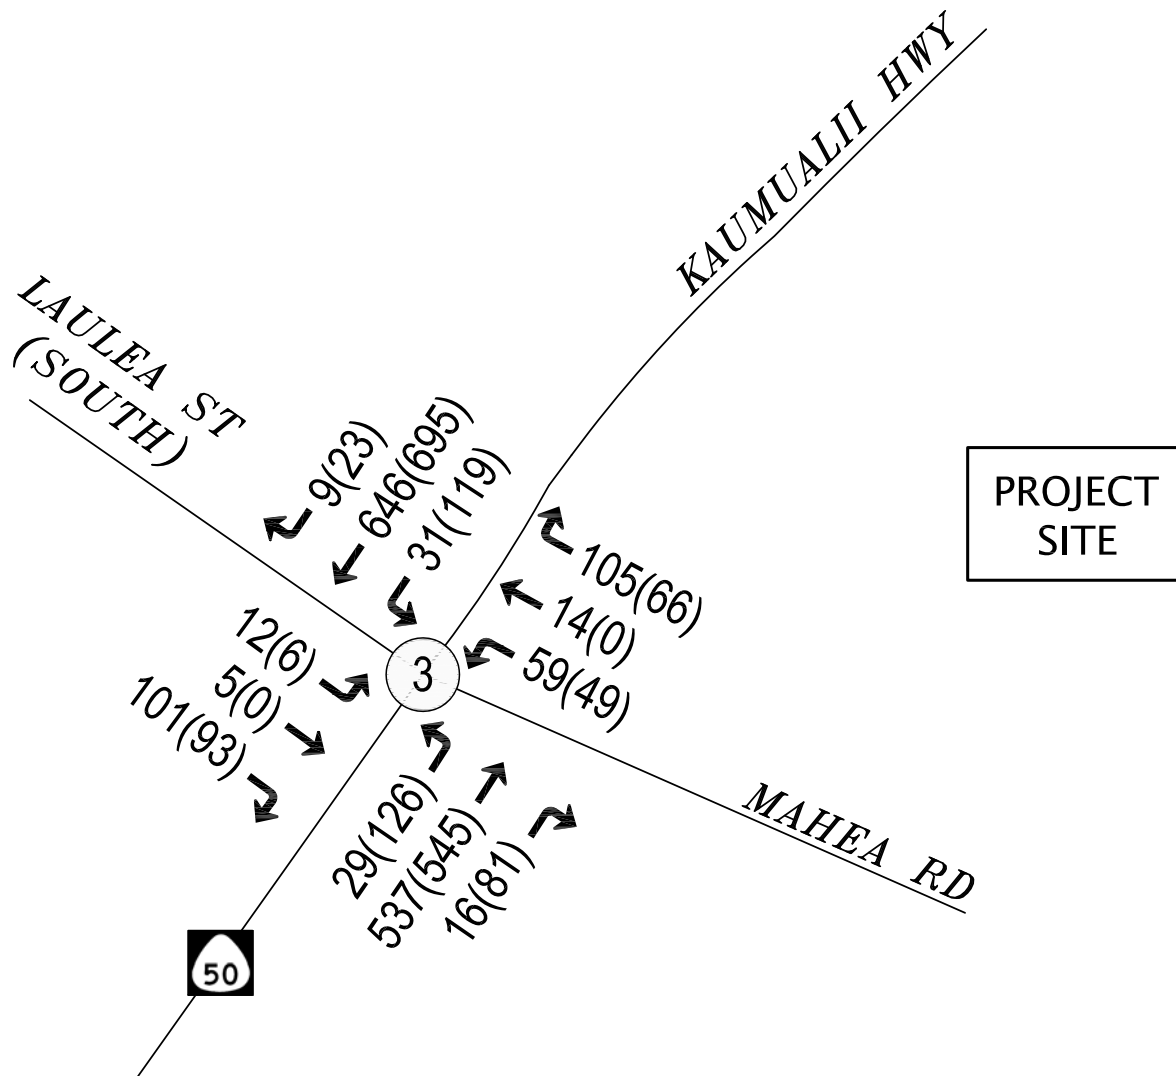 KAUMUALII HWY
LAULEA ST
(SOUTH)
9(23)
646(695)
31(119)
PROJECT
SITE
105(66)
14(0)
59(49)
12(6)
5(0)
101(93)
3
29(126)
537(545)
16(81)
MAHEA RD
50